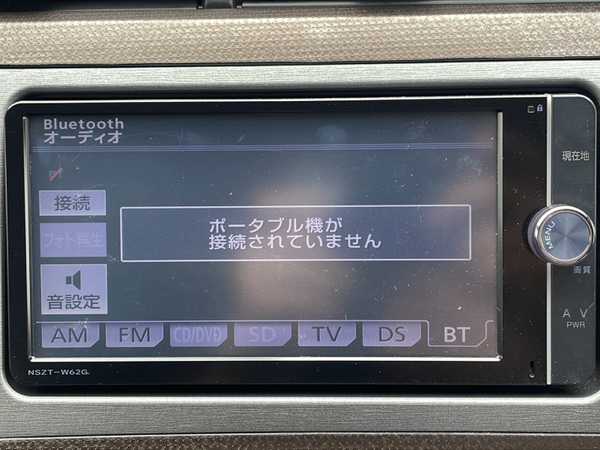 Bluetooth
オーディオ
現在地
接続
ポータブル機が
接続されていません
フォト再生
MENU
画質
音設定
A V
PWR
AM
FM
CD/DVD
SD
TV
DS
BT
NSZT-W62G